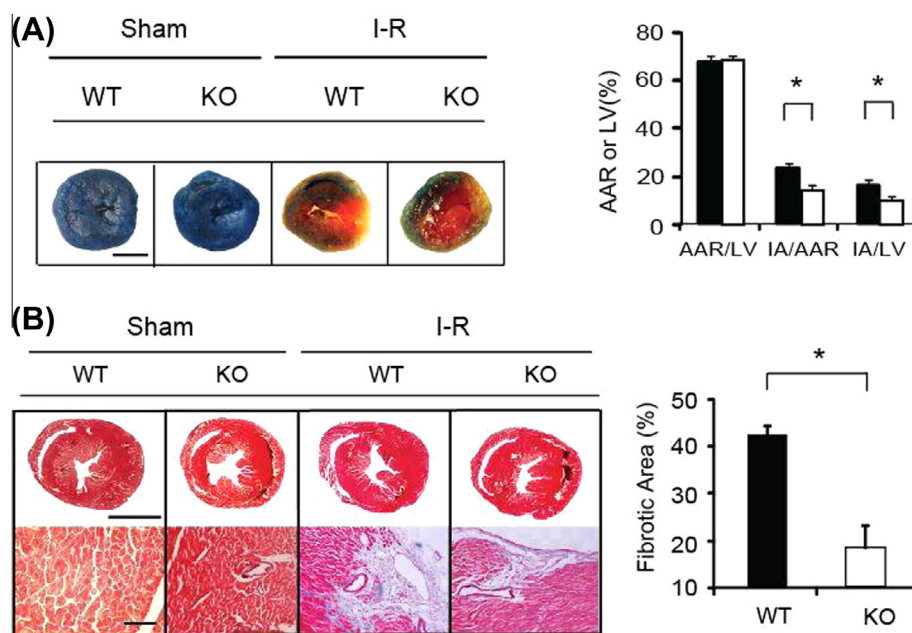 (A)
Sham I-R
WT KO WT KO
AAR or LV(%)
80
60
40
20
0
* *
AAR/LV IA/AAR IA/LV
(B)
Sham I-R
WT KO WT KO
Fibrotic Area (%)
50
40
30
20
10
*
WT KO